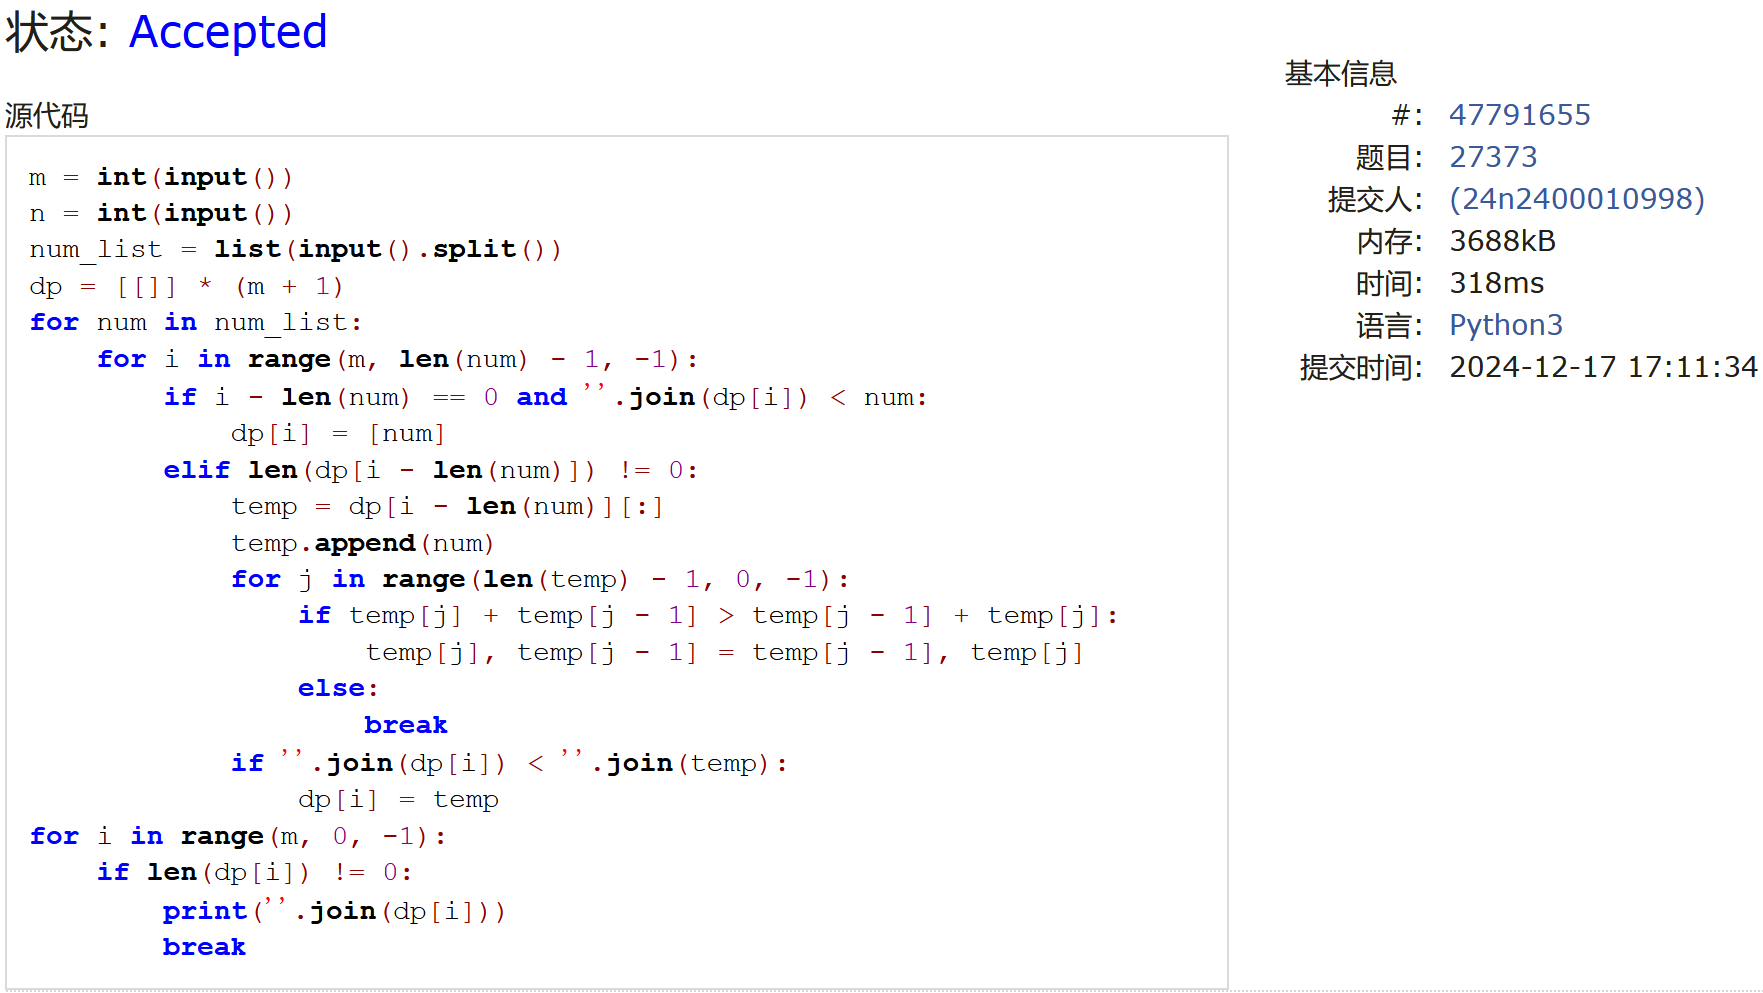 状态: Accepted
源代码
m = int(input())
n = int(input())
num_list = list(input().split())
dp = [[]] * (m + 1)
for num in num_list:
    for i in range(m, len(num) - 1, -1):
        if i - len(num) == 0 and ''.join(dp[i]) < num:
            dp[i] = [num]
        elif len(dp[i - len(num)]) != 0:
            temp = dp[i - len(num)][:]
            temp.append(num)
            for j in range(len(temp) - 1, 0, -1):
                if temp[j] + temp[j - 1] > temp[j - 1] + temp[j]:
                    temp[j], temp[j - 1] = temp[j - 1], temp[j]
                else:
                    break
            if ''.join(dp[i]) < ''.join(temp):
                dp[i] = temp
for i in range(m, 0, -1):
    if len(dp[i]) != 0:
        print(''.join(dp[i]))
        break
基本信息
#: 47791655
题目: 27373
提交人: (24n2400010998)
内存: 3688kB
时间: 318ms
语言: Python3
提交时间: 2024-12-17 17:11:34